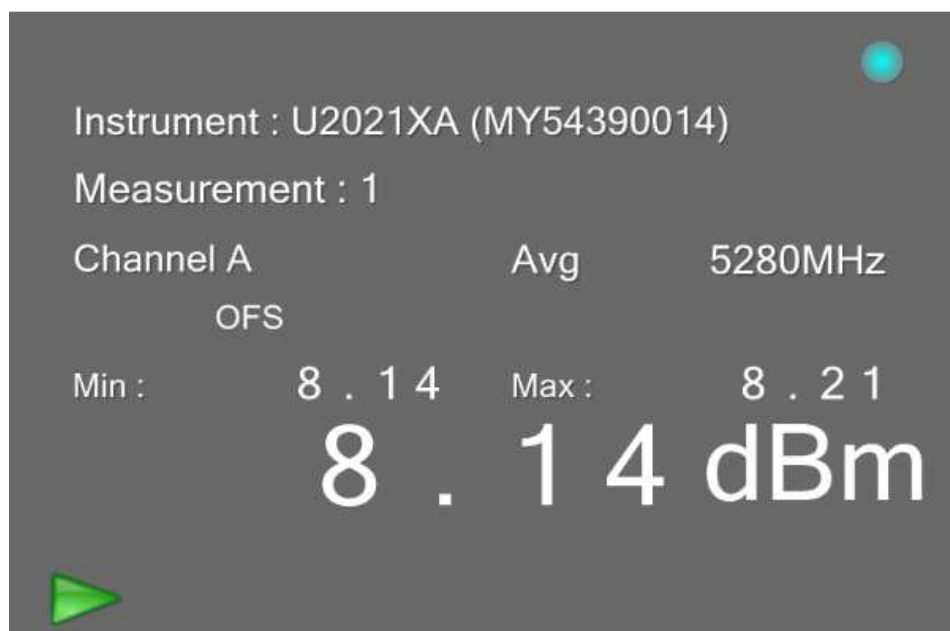 Instrument : U2021XA (MY54390014)
Measurement : 1
Channel A Avg 5280MHz
OFS
Min : 8.14 Max : 8.21
8.14 dBm